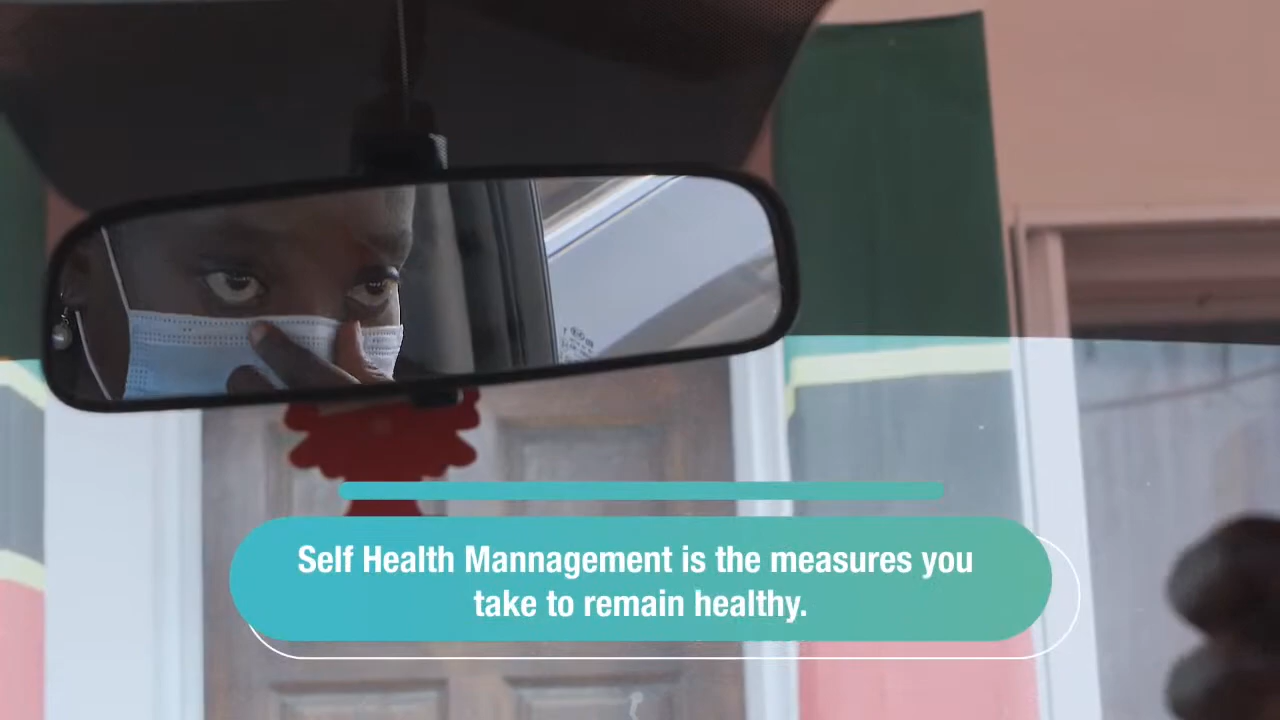 Self Health Mannagement is the measures you
take to remain healthy.